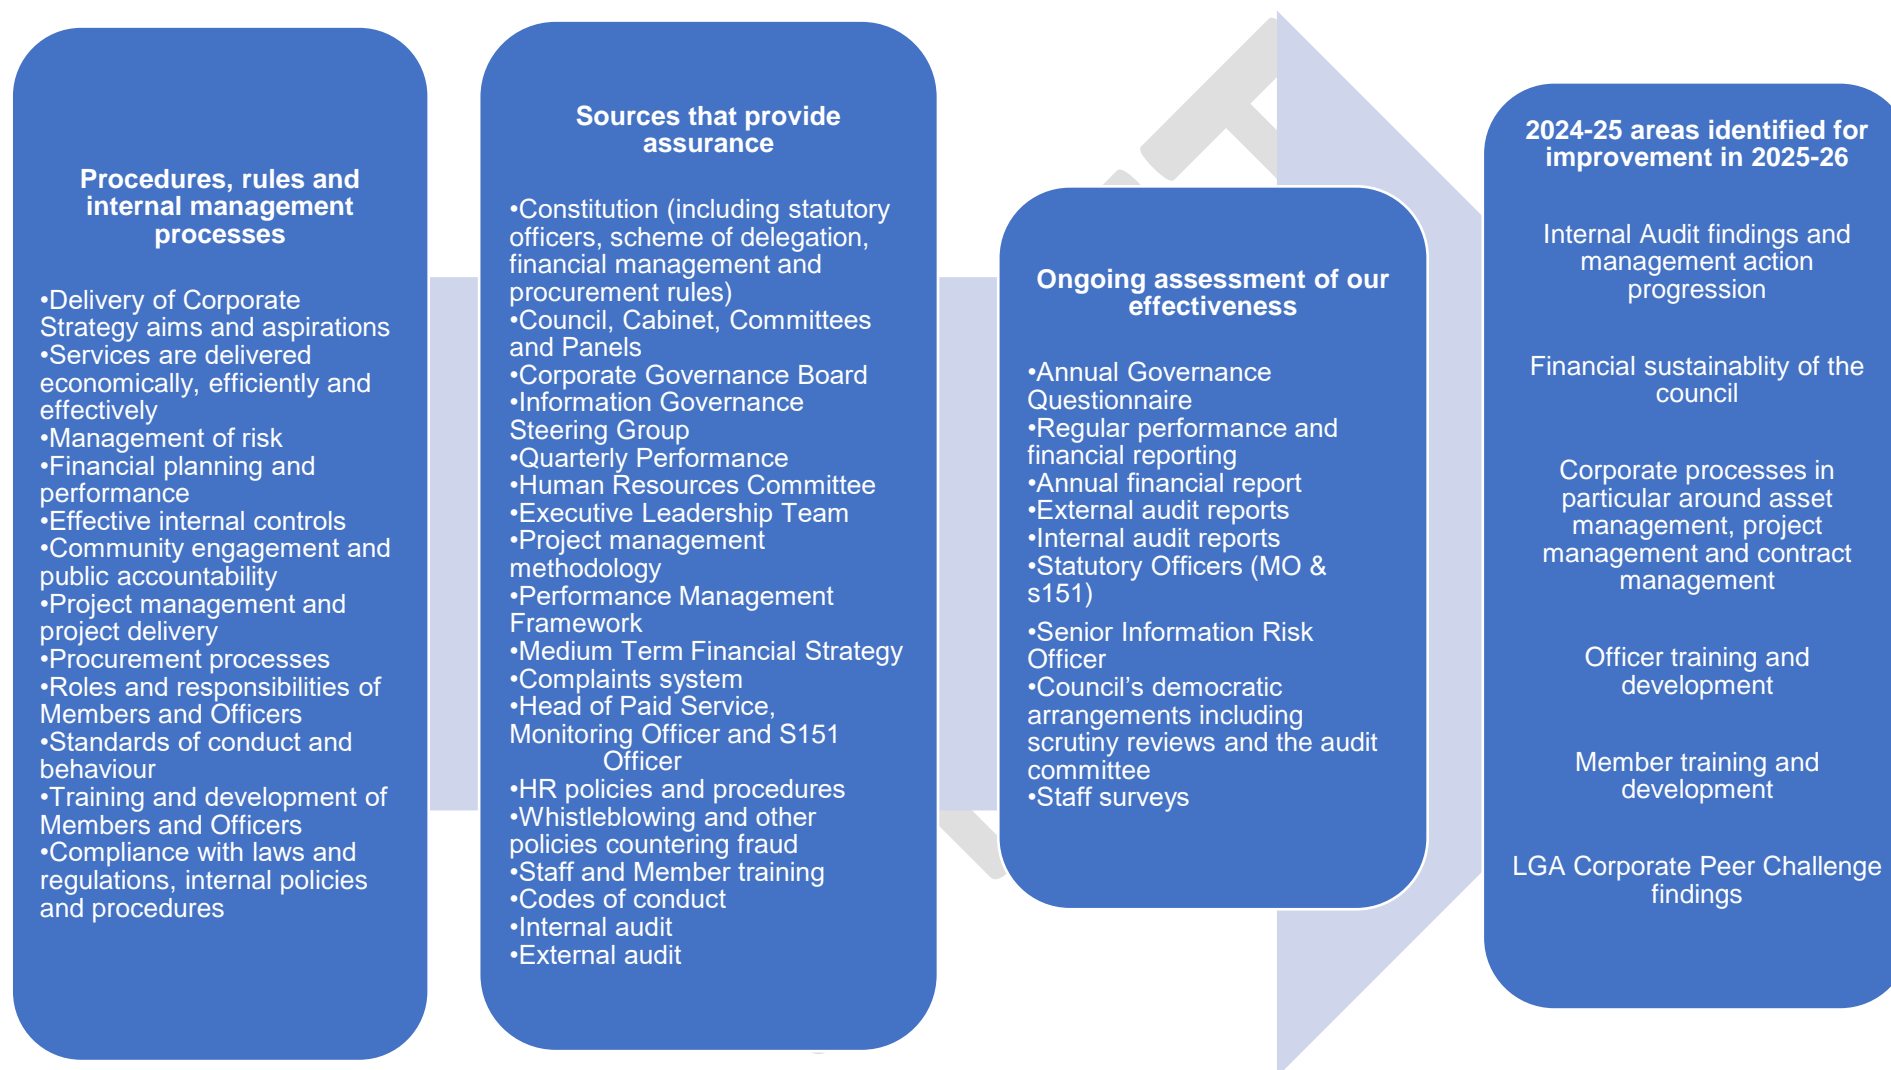 Procedures, rules and
internal management
processes
•Delivery of Corporate
Strategy aims and aspirations
•Services are delivered
economically, efficiently and
effectively
•Management of risk
•Financial planning and
performance
•Effective internal controls
•Community engagement and
public accountability
•Project management and
project delivery
•Procurement processes
•Roles and responsibilities of
Members and Officers
•Standards of conduct and
behaviour
•Training and development of
Members and Officers
•Compliance with laws and
regulations, internal policies
and procedures
Sources that provide
assurance
•Constitution (including statutory
officers, scheme of delegation,
financial management and
procurement rules)
•Council, Cabinet, Committees
and Panels
•Corporate Governance Board
•Information Governance
Steering Group
•Quarterly Performance
•Human Resources Committee
•Executive Leadership Team
•Project management
methodology
•Performance Management
Framework
•Medium Term Financial Strategy
•Complaints system
•Head of Paid Service,
Monitoring Officer and S151
Officer
•HR policies and procedures
•Whistleblowing and other
policies countering fraud
•Staff and Member training
•Codes of conduct
•Internal audit
•External audit
Ongoing assessment of our
effectiveness
•Annual Governance
Questionnaire
•Regular performance and
financial reporting
•Annual financial report
•External audit reports
•Internal audit reports
•Statutory Officers (MO &
s151)
•Senior Information Risk
Officer
•Council’s democratic
arrangements including
scrutiny reviews and the audit
committee
•Staff surveys
2024-25 areas identified for
improvement in 2025-26
Internal Audit findings and
management action
progression
Financial sustainablity of the
council
Corporate processes in
particular around asset
management, project
management and contract
management
Officer training and
development
Member training and
development
LGA Corporate Peer Challenge
findings